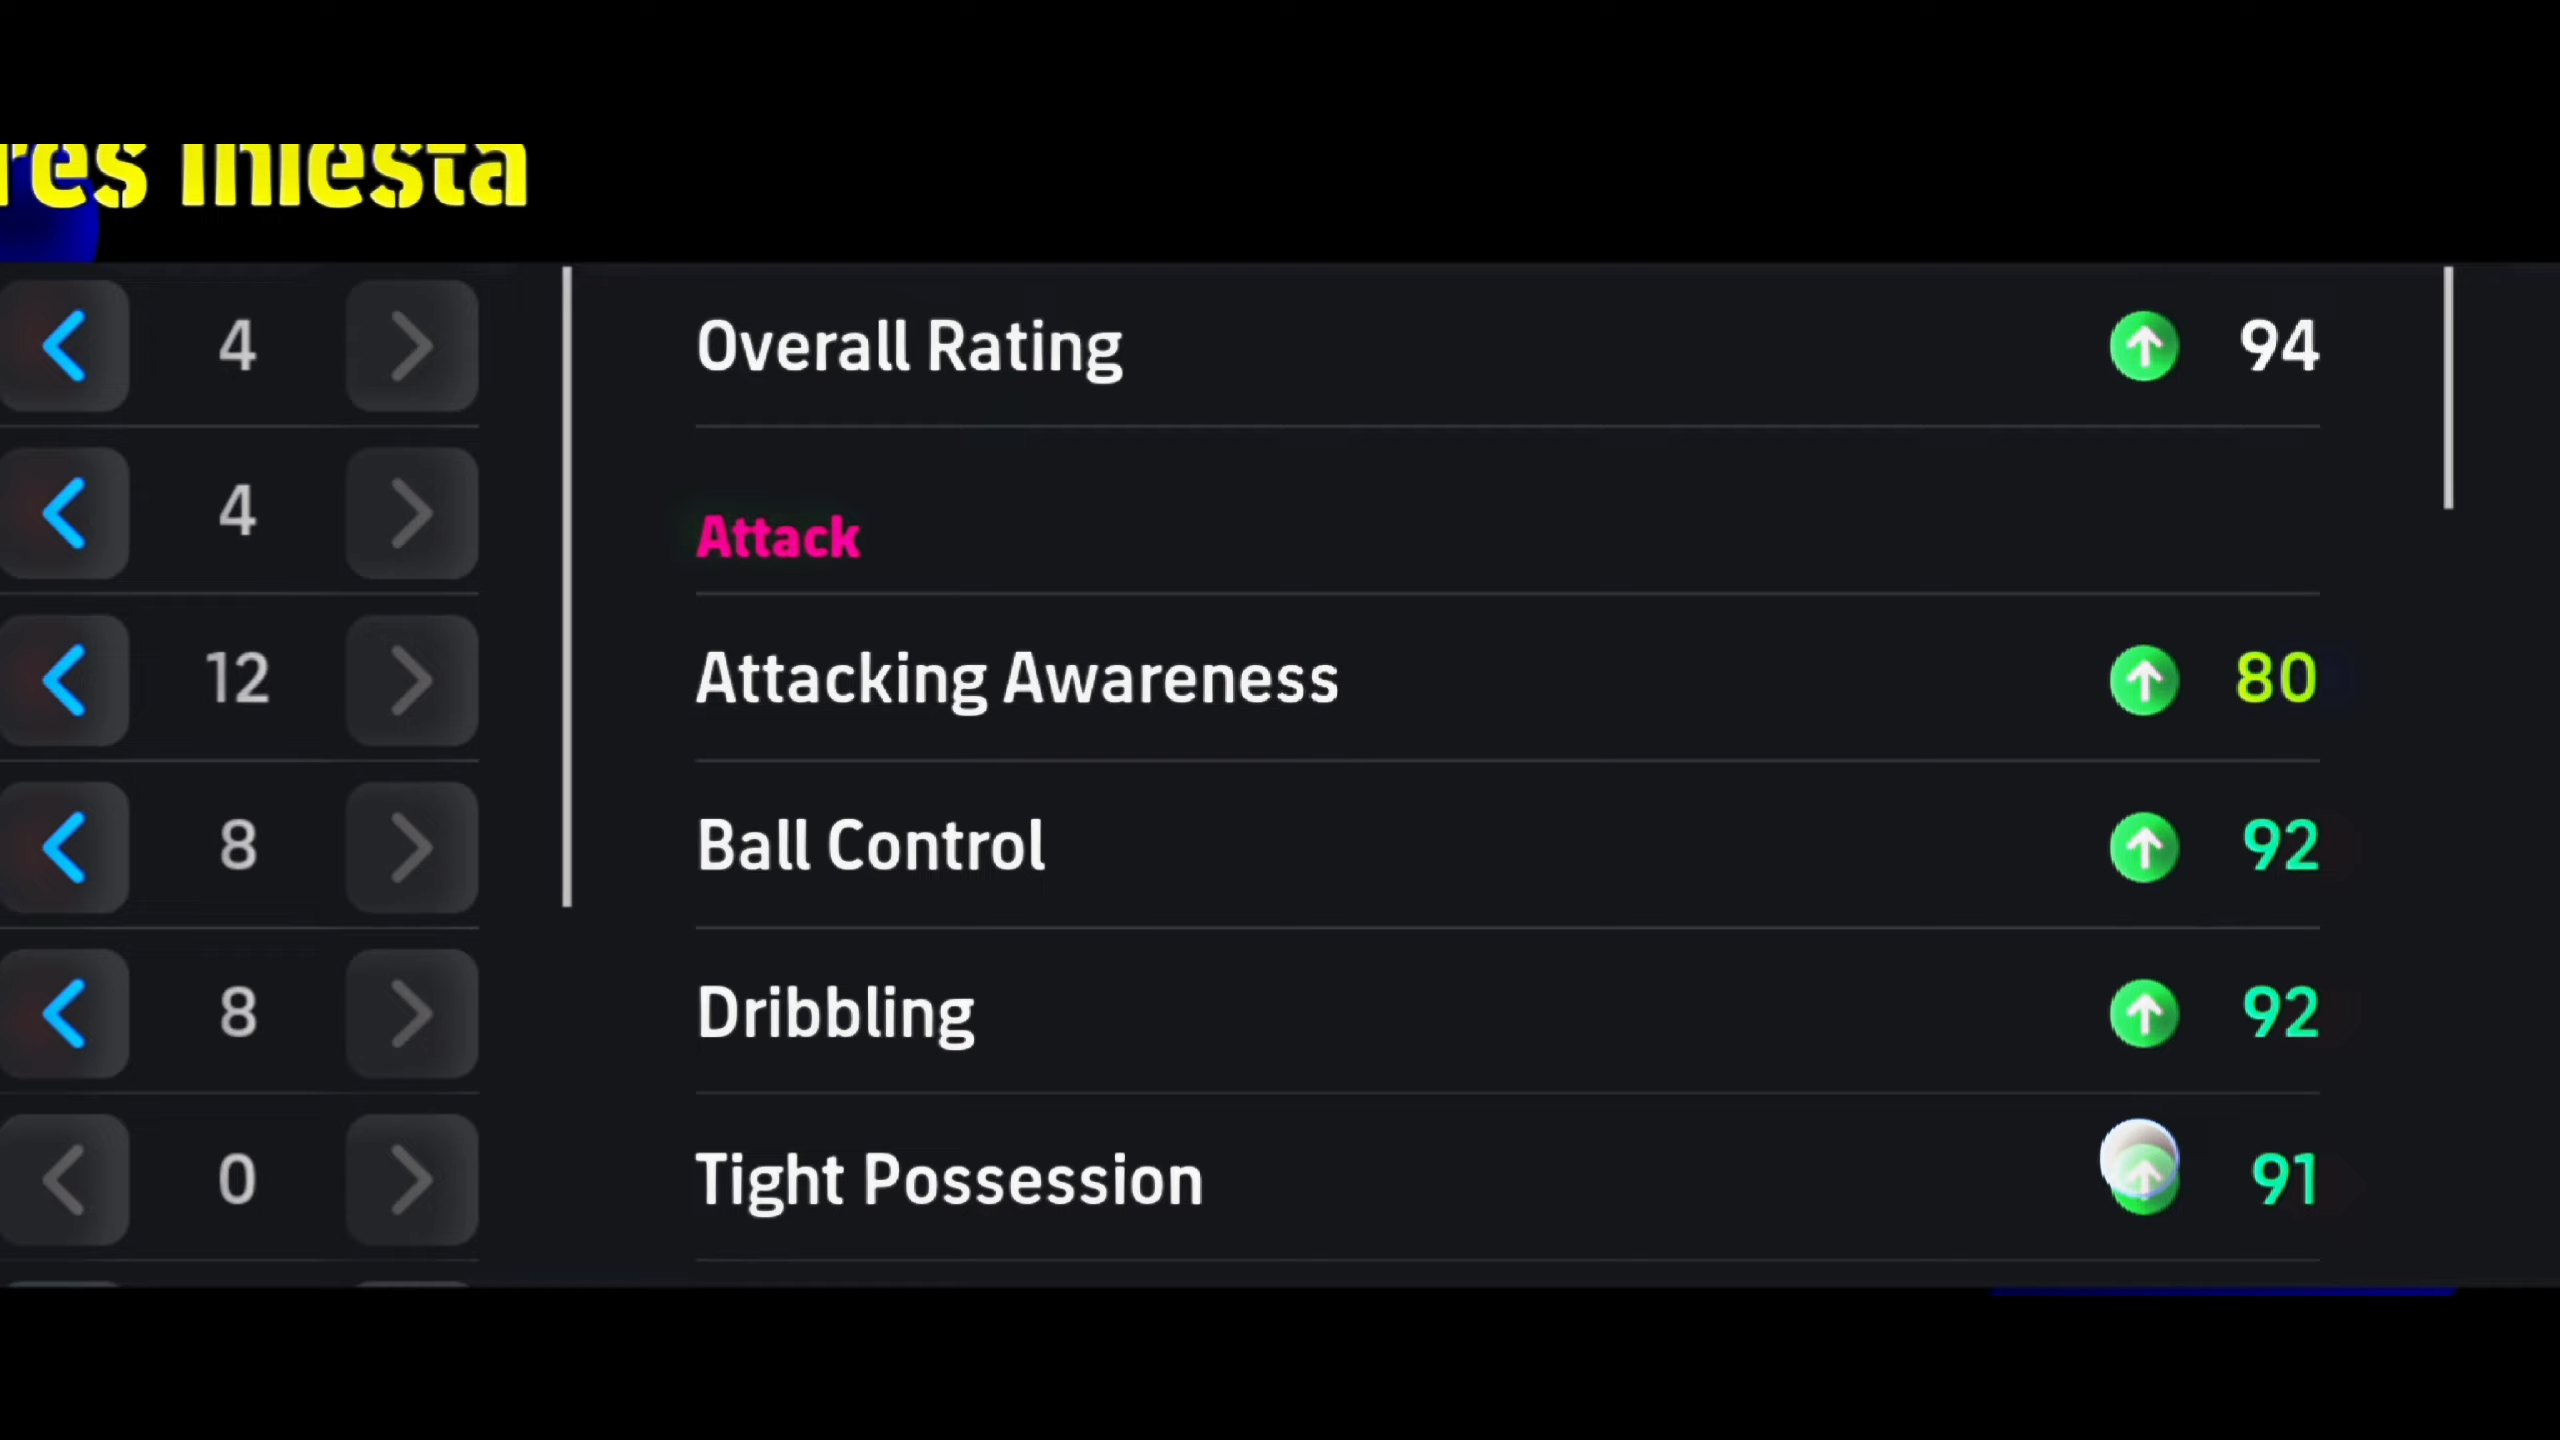 res Iniesta
4
Overall Rating 94
4
Attack
12
Attacking Awareness 80
8
Ball Control 92
8
Dribbling 92
0
Tight Possession 91